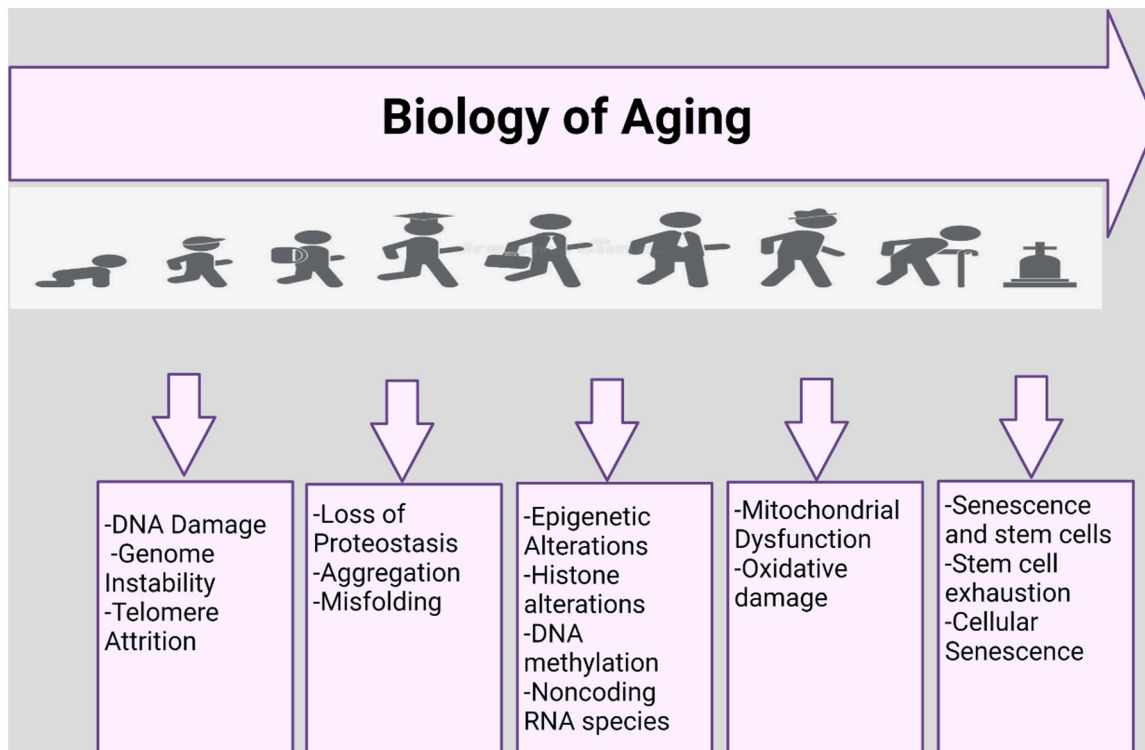 Biology of Aging
-DNA Damage
-Genome
Instability
-Telomere
Attrition
-Loss of
Proteostasis
-Aggregation
-Misfolding
-Epigenetic
Alterations
-Histone
alterations
-DNA
methylation
-Noncoding
RNA species
-Mitochondrial
Dysfunction
-Oxidative
damage
-Senescence
and stem cells
-Stem cell
exhaustion
-Cellular
Senescence